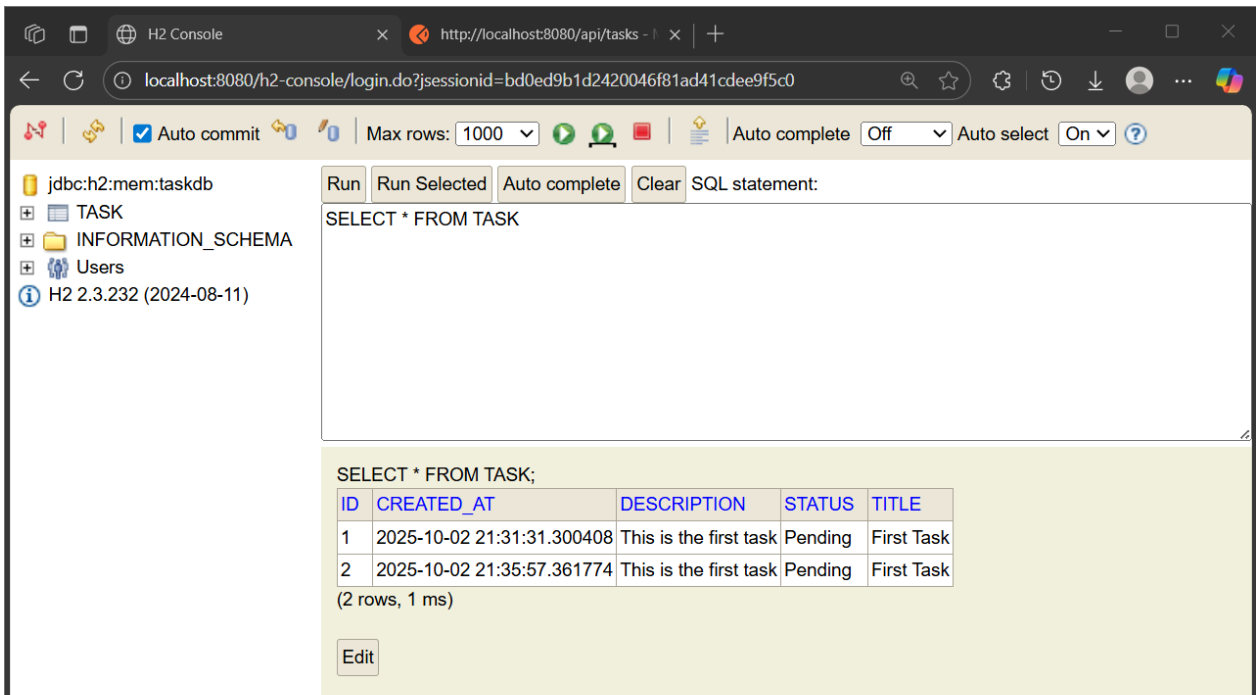 H2 Console
http://localhost:8080/api/tasks -
localhost:8080/h2-console/login.do?jsessionid=bd0ed9b1d2420046f81ad41cdee9f5c0
Auto commit Max rows: 1000 Auto complete Off Auto select On
jdbc:h2:mem:taskdb
TASK
INFORMATION_SCHEMA
Users
H2 2.3.232 (2024-08-11)
Run Run Selected Auto complete Clear SQL statement:
SELECT * FROM TASK
SELECT * FROM TASK;
ID CREATED_AT DESCRIPTION STATUS TITLE
1 2025-10-02 21:31:31.300408 This is the first task Pending First Task
2 2025-10-02 21:35:57.361774 This is the first task Pending First Task
(2 rows, 1 ms)
Edit